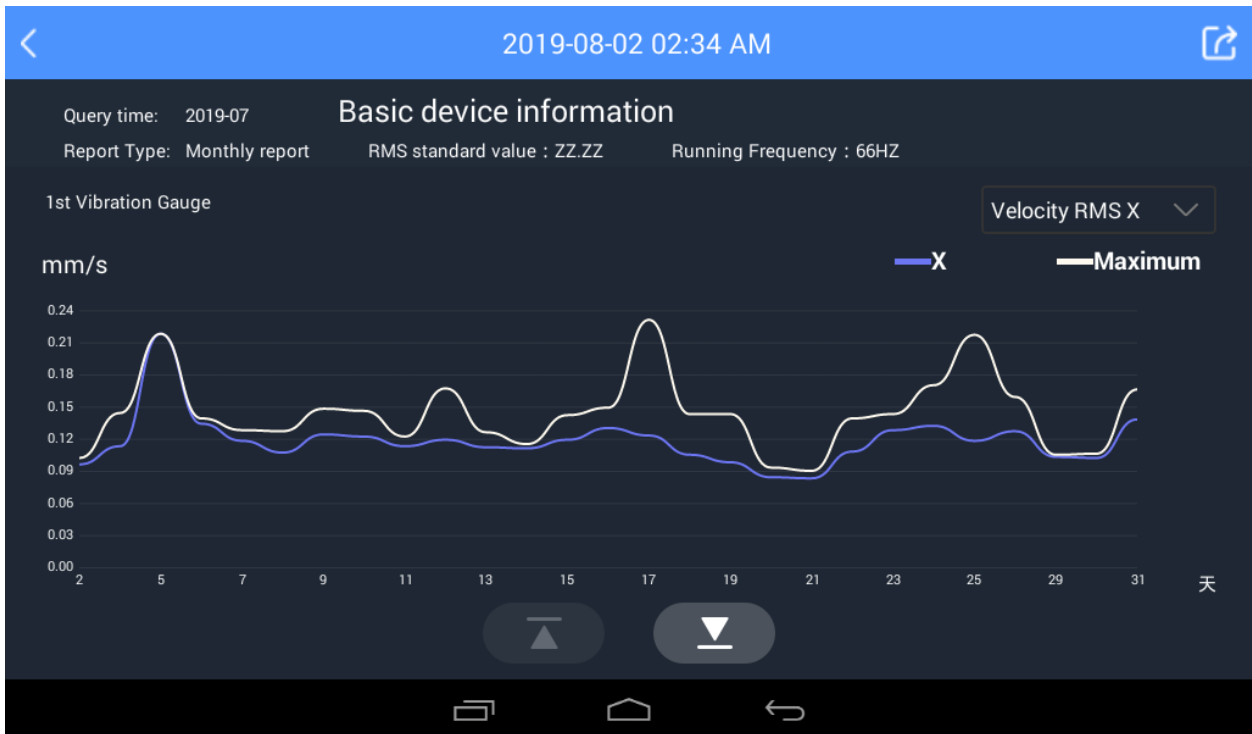 2019-08-02 02:34 AM
Query time: 2019-07 Basic device information
Report Type: Monthly report RMS standard value：ZZ.ZZ Running Frequency：66HZ
1st Vibration Gauge Velocity RMS X
mm/s X Maximum
0.24
0.21
0.18
0.15
0.12
0.09
0.06
0.03
0.00
2 5 7 9 11 13 15 17 19 21 23 25 29 31 天